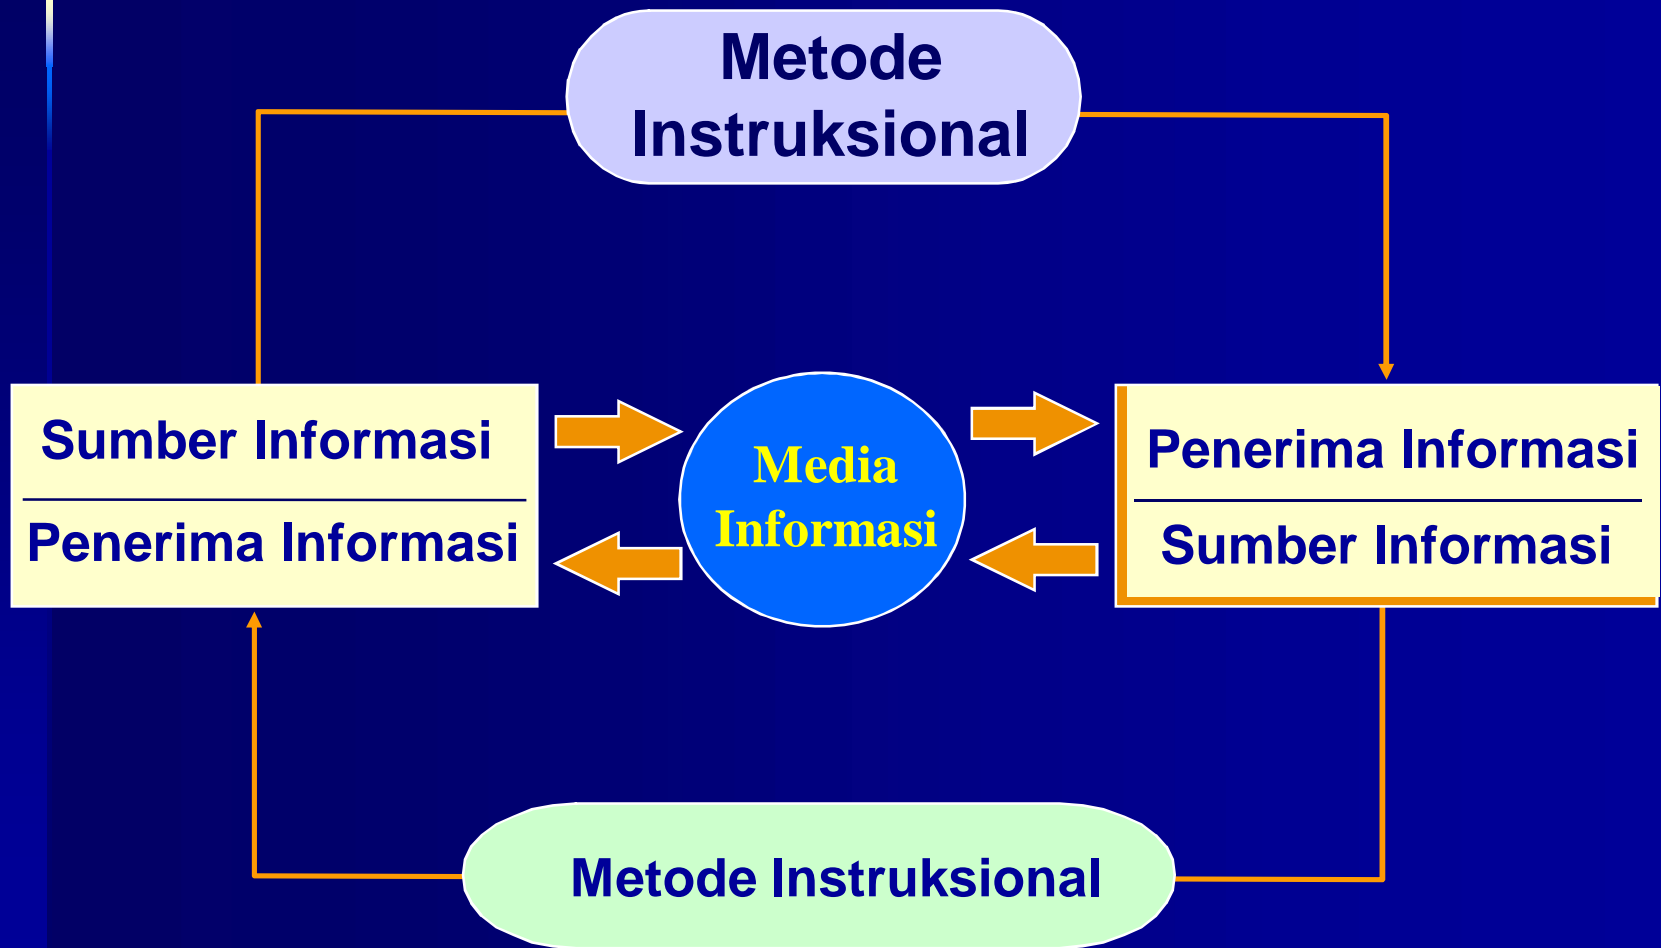 Metode
Instruksional
Sumber Informasi
Penerima Informasi
Media
Informasi
Penerima Informasi
Sumber Informasi
Metode Instruksional